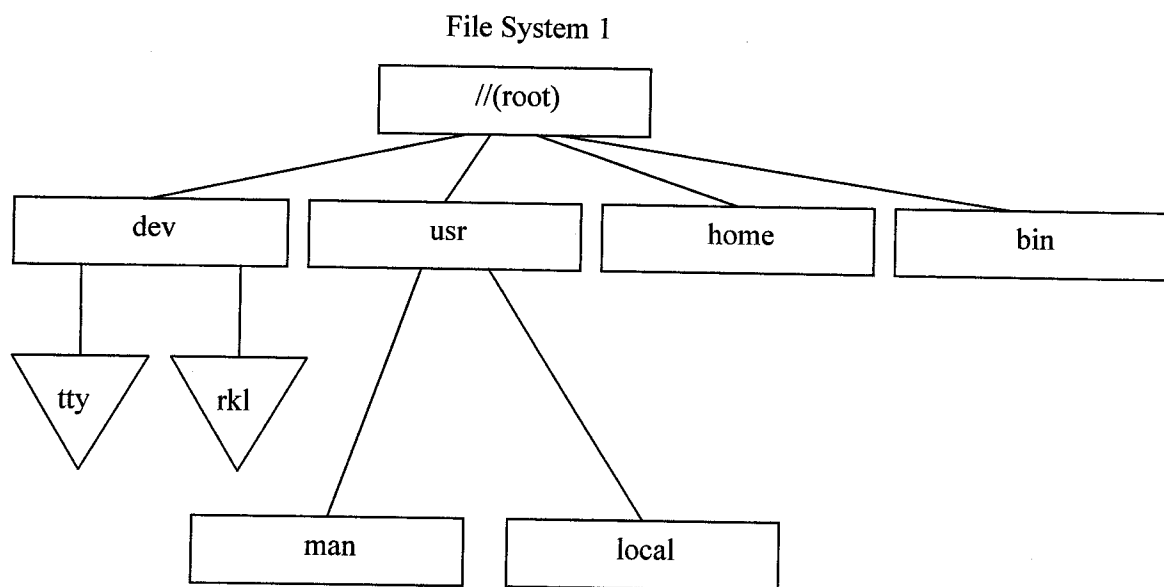 File System 1
//(root)
dev
usr
home
bin
tty
rkl
man
local